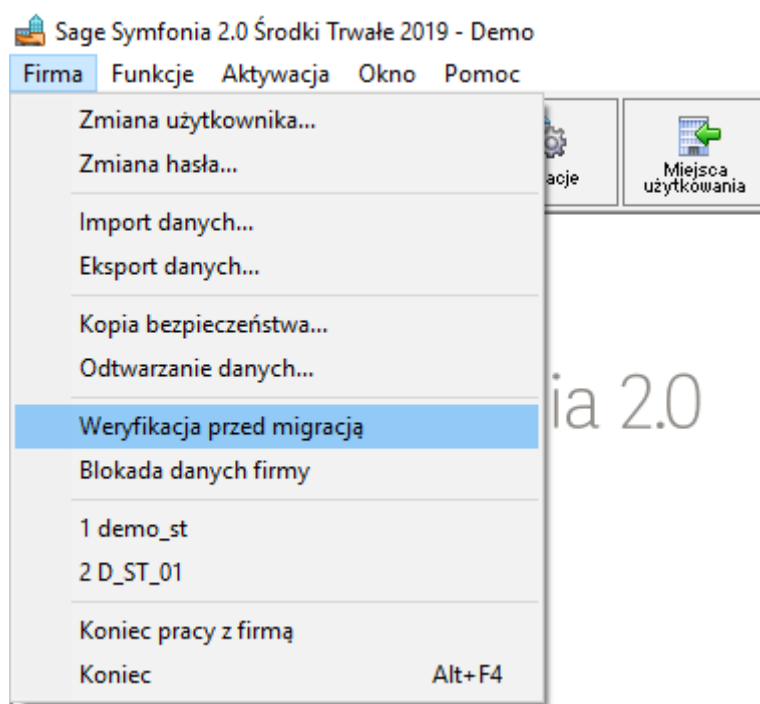 Sage Symfonia 2.0 Środki Trwałe 2019 - Demo
Firma Funkcje Aktywacja Okno Pomoc
Zmiana użytkownika...
Zmiana hasła...
acje
Miejsca
użytkowania
Import danych...
Eksport danych...
Kopia bezpieczeństwa...
Odtwarzanie danych...
ia 2.0
Weryfikacja przed migracją
Blokada danych firmy
1 demo_st
2 D_ST_01
Koniec pracy z firmą
Koniec Alt+F4